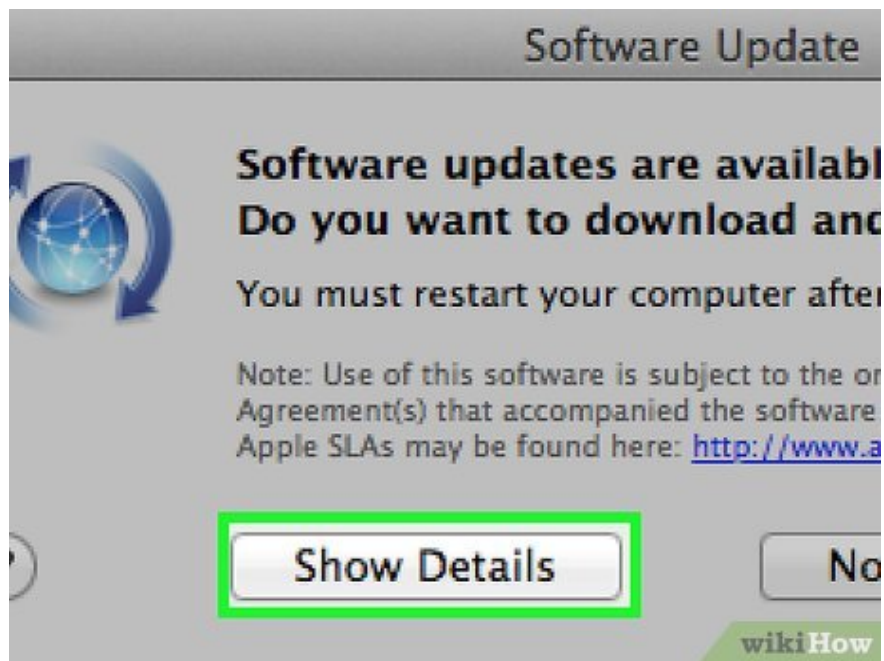 Software Update
Software updates are availabl
Do you want to download and
You must restart your computer after
Note: Use of this software is subject to the or
Agreement(s) that accompanied the software
Apple SLAs may be found here: http://www.a
Show Details
No
wikiHow